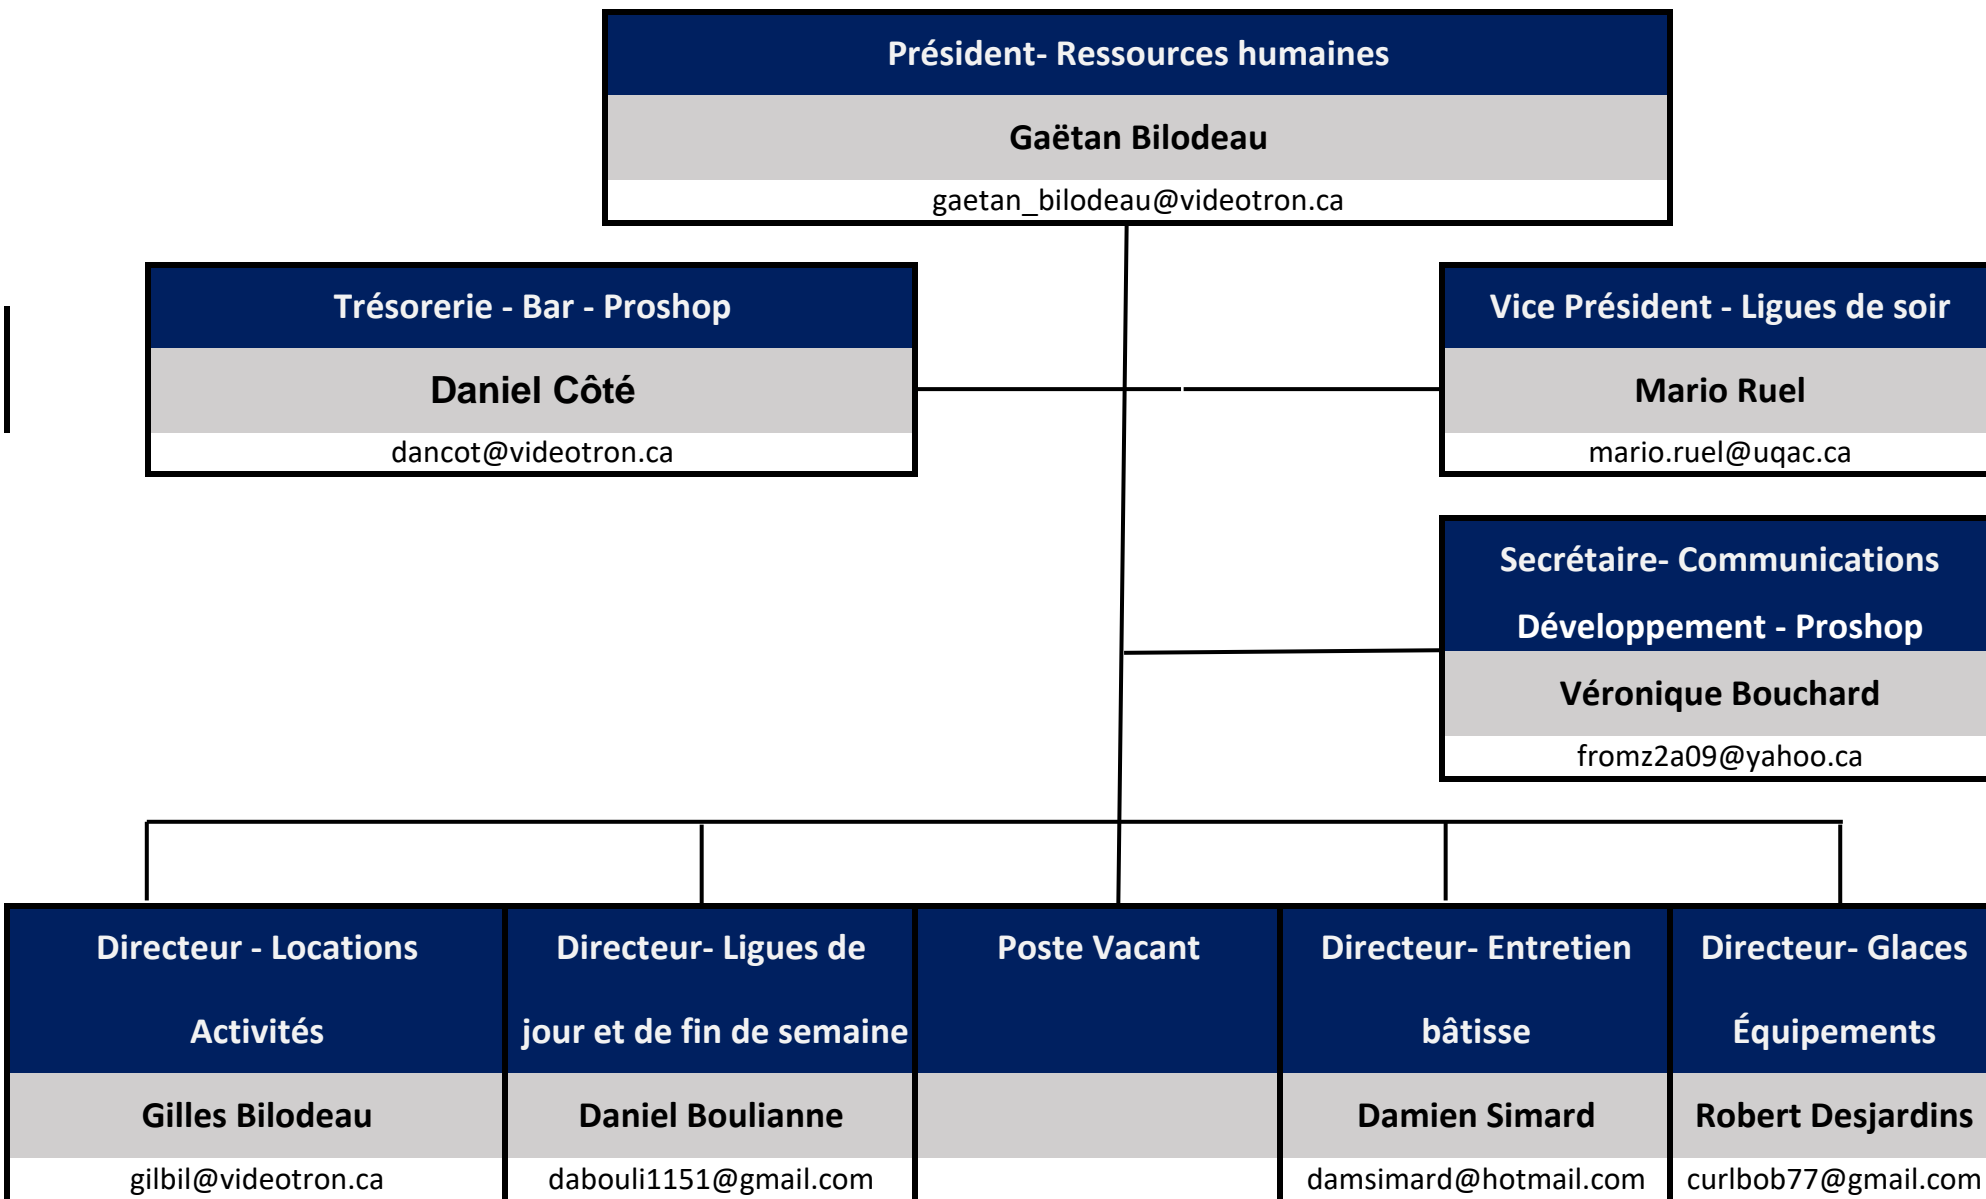 Président- Ressources humaines
Gaëtan Bilodeau
gaetan_bilodeau@videotron.ca
Trésorerie - Bar - Proshop
Daniel Côté
dancot@videotron.ca
Vice Président - Ligues de soir
Mario Ruel
mario.ruel@uqac.ca
Secrétaire- Communications
Développement - Proshop
Véronique Bouchard
fromz2a09@yahoo.ca
Directeur - Locations
Activités
Gilles Bilodeau
gilbil@videotron.ca
Directeur- Ligues de
jour et de fin de semaine
Daniel Boulianne
dabouli1151@gmail.com
Poste Vacant
Directeur- Entretien
bâtisse
Damien Simard
damsimard@hotmail.com
Directeur- Glaces
Équipements
Robert Desjardins
curlbob77@gmail.com